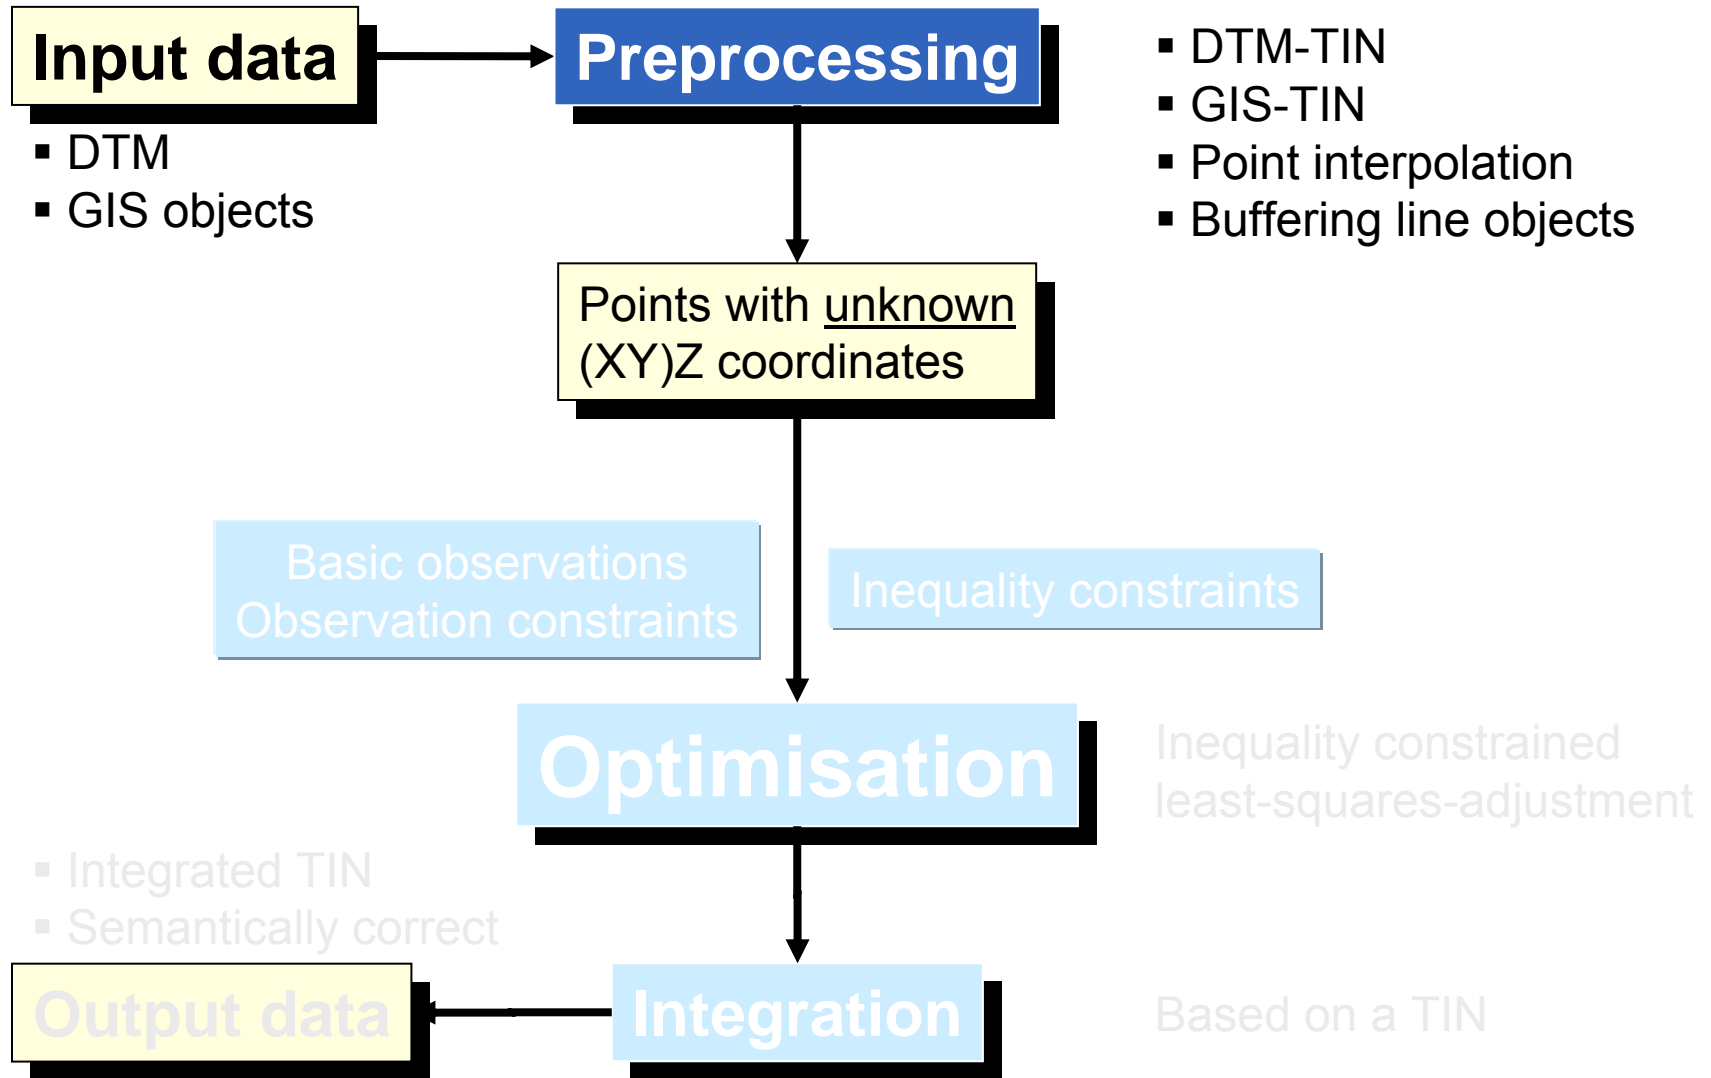 Input data
Preprocessing
▪ DTM-TIN
▪ GIS-TIN
▪ Point interpolation
▪ Buffering line objects
▪ DTM
▪ GIS objects
Points with unknown
(XY)Z coordinates
Basic observations
Observation constraints
Inequality constraints
Optimisation
Inequality constrained
least-squares-adjustment
▪ Integrated TIN
▪ Semantically correct
Output data
Integration
Based on a TIN